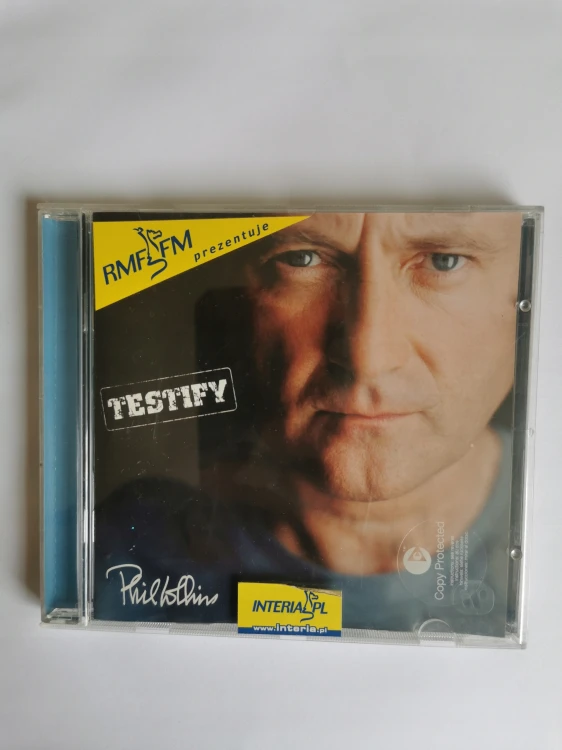 RMF FM
prezentuje
TESTIFY
Phil Collins
INTERIA.PL
www.interia.pl
Copy Protected